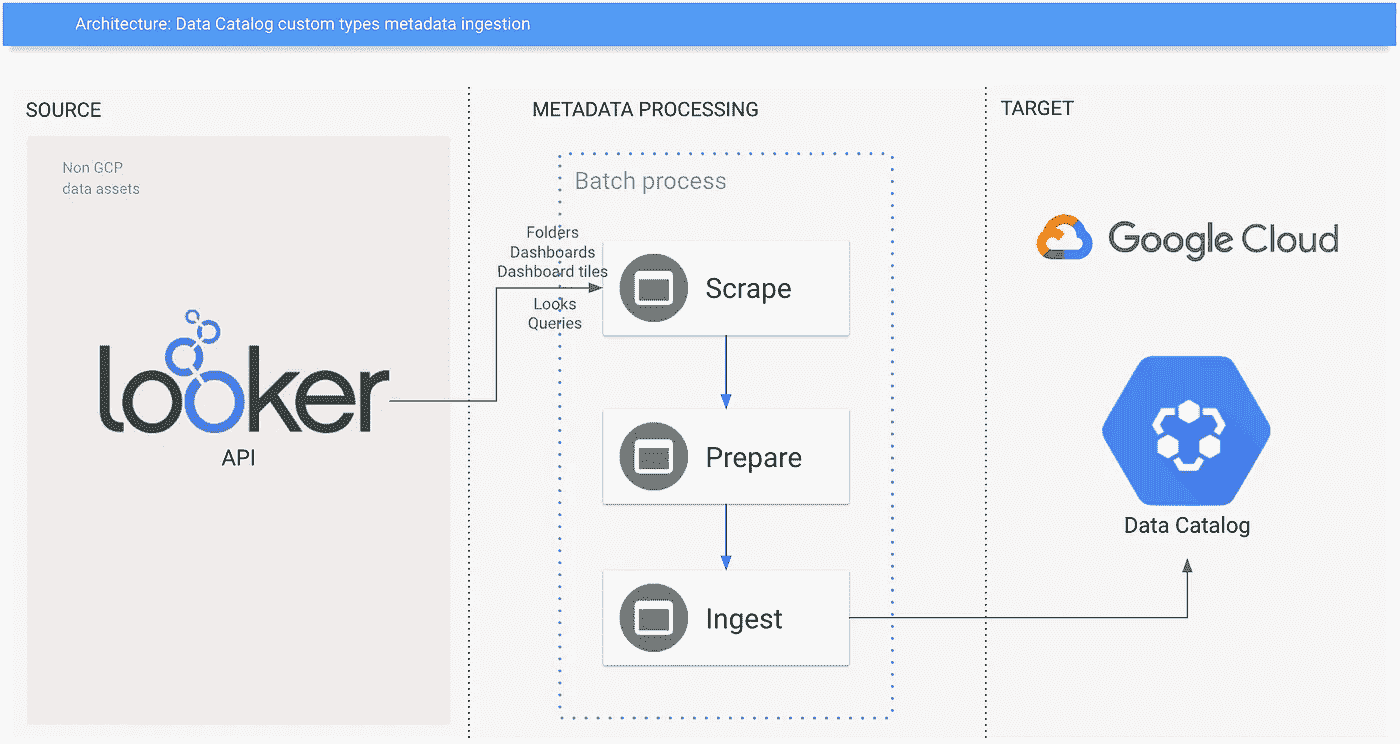 Architecture: Data Catalog custom types metadata ingestion
SOURCE
Non GCP
data assets
looker
API
METADATA PROCESSING
Batch process
Folders
Dashboards
Dashboard tiles
Looks
Queries
Scrape
Prepare
Ingest
TARGET
Google Cloud
Data Catalog